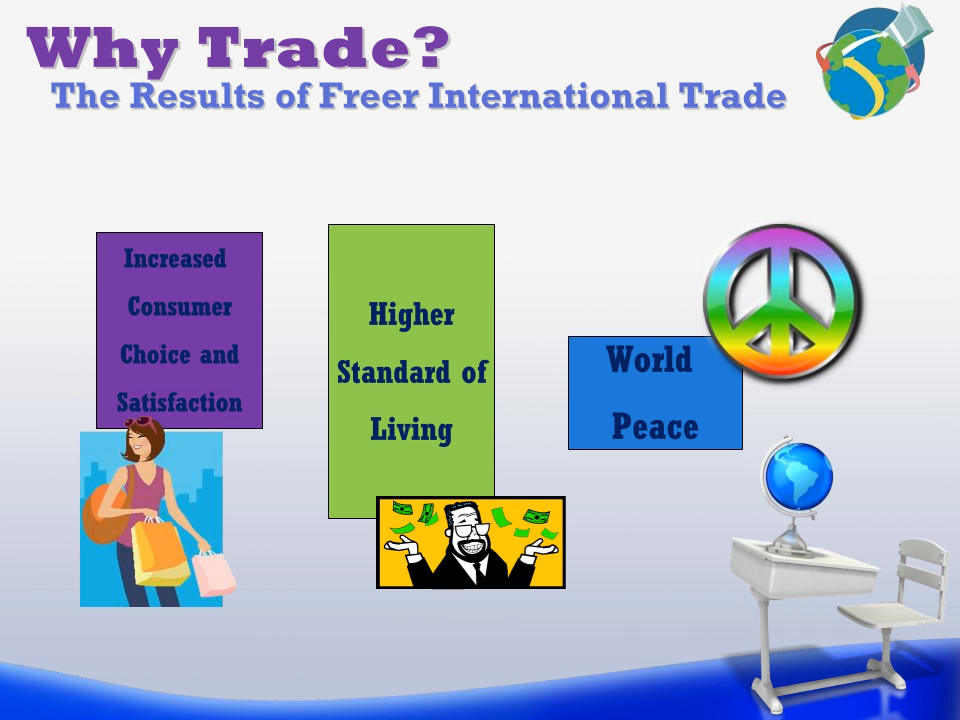 Why Trade?
The Results of Freer International Trade
Increased
Consumer
Choice and
Satisfaction
Higher
Standard of
Living
World
Peace